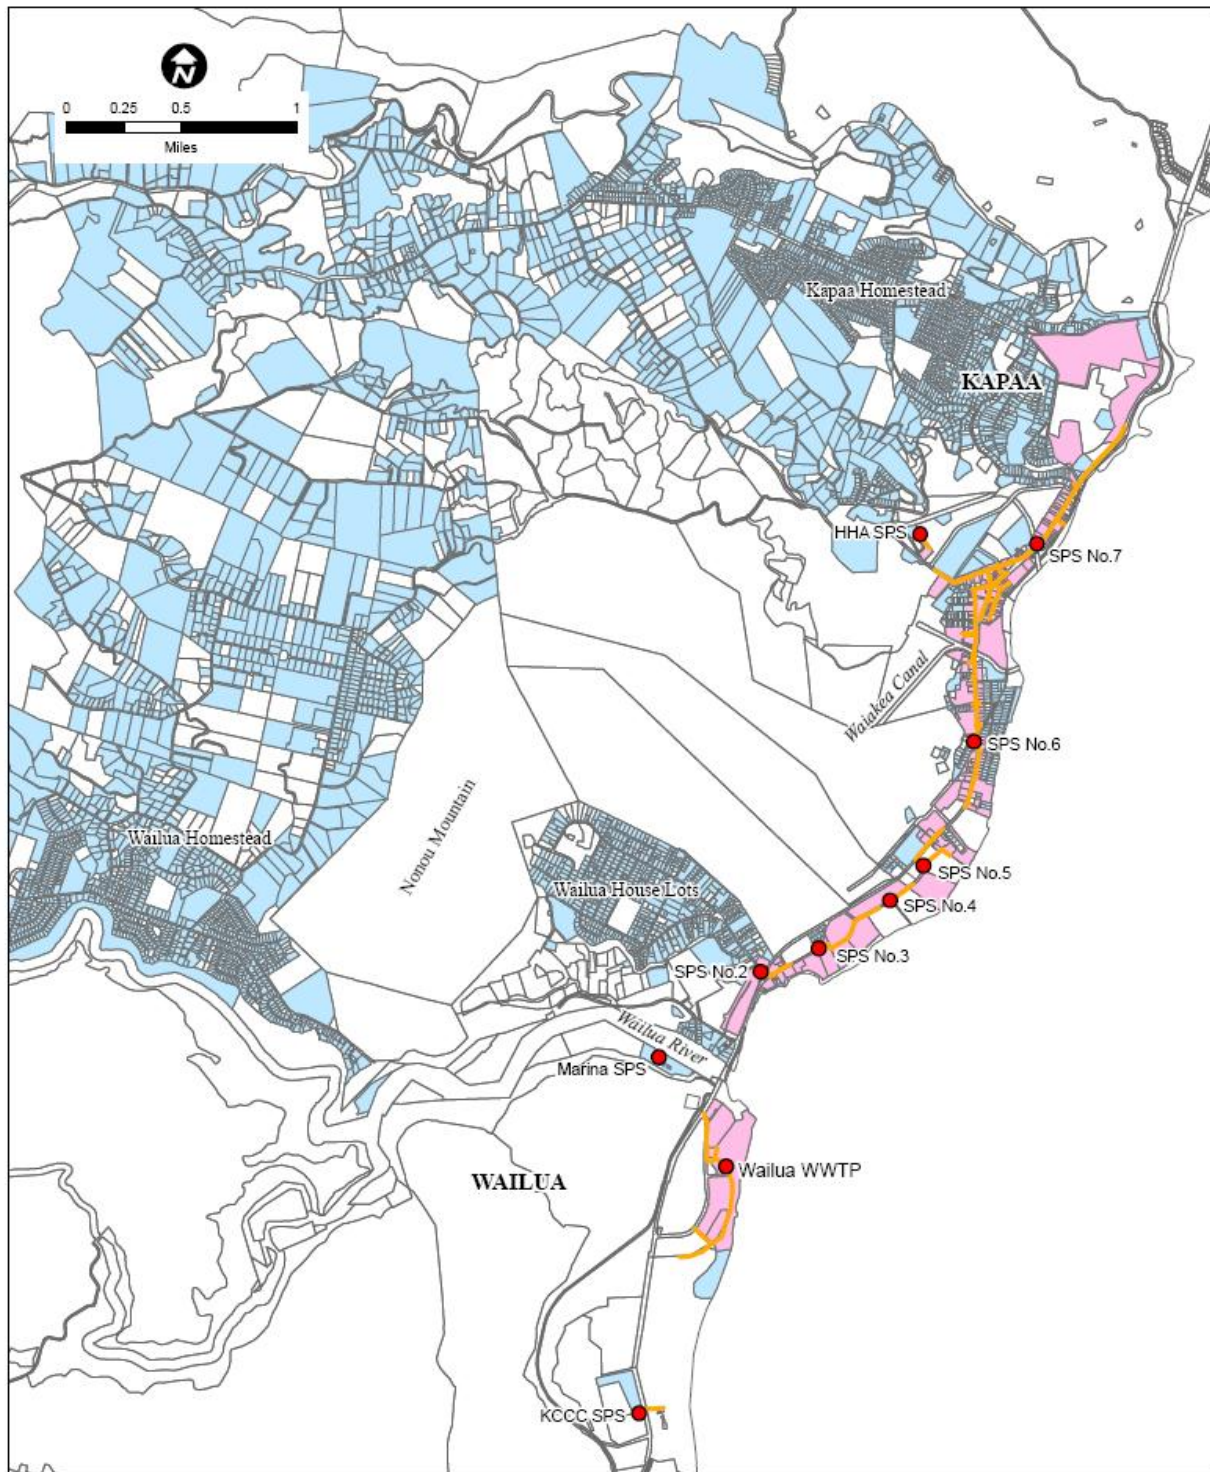 N
0 0.25 0.5 1
Miles
Kapaa Homestead
KAPAA
HHA SPS
SPS No.7
Waiakea Canal
SPS No.6
Nonou Mountain
Wailua Homestead
Wailua House Lots
SPS No.5
SPS No.4
SPS No.3
SPS No.2
Wailua River
Marina SPS
Wailua WWTP
WAILUA
KCCC SPS